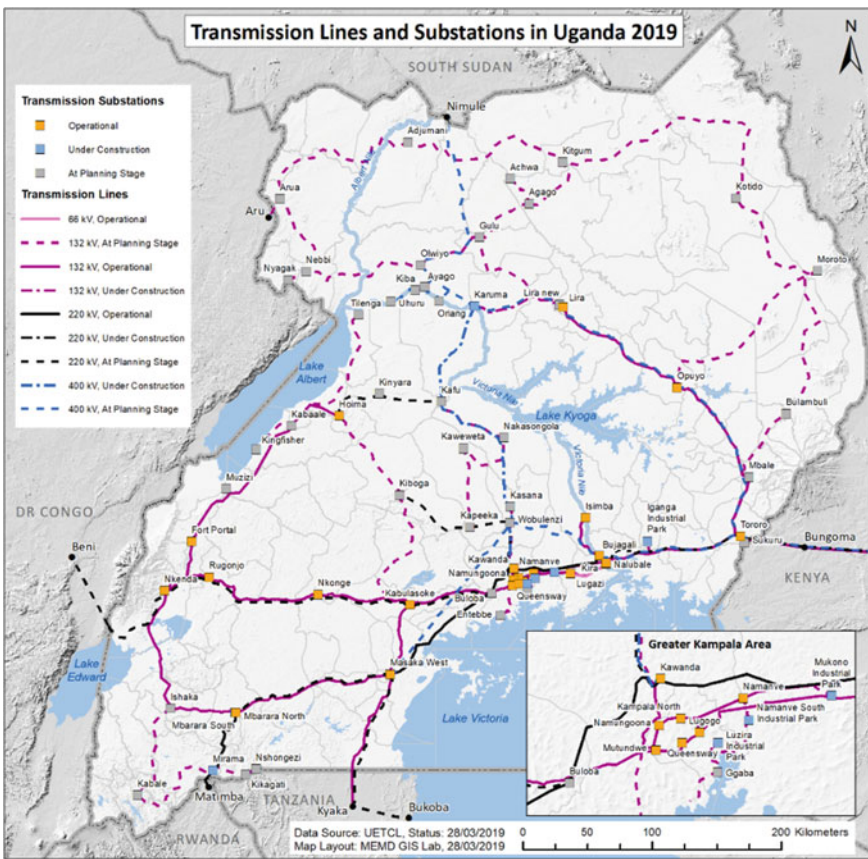 Transmission Lines and Substations in Uganda 2019
N
SOUTH SUDAN
Transmission Substations
Operational
Under Construction
At Planning Stage
Transmission Lines
66 kV, Operational
132 kV, At Planning Stage
132 kV, Operational
132 kV, Under Construction
220 kV, Operational
220 kV, Under Construction
220 kV, At Planning Stage
400 kV, Under Construction
400 kV, At Planning Stage
Nimule
Adjumani
Albert Nile
Kitgum
Achwa
Agago
Kotido
Arua
Aru
Gulu
Moroto
Nebbi
Nyagak
Olwiyo
Kiba
Ayago
Uhuru
Oriang
Karuma
Lira new
Lira
Tilenga
Lake
Albert
Kinyara
Kafu
Victoria Nile
Lake Kyoga
Opuyo
Bulambuli
Hoima
Kabaale
Kingfisher
Kaweweta
Nakasongola
Victoria Nile
Mbale
Muzizi
Kiboga
Kasana
Kapeeka
Wobulenzi
Isimba
Iganga
Industrial
Park
DR CONGO
Beni
Fort Portal
Bujagali
Tororo
Sukuru
Bungoma
KENYA
Nkenda
Rugonjo
Nkonge
Kabulasoke
Kawanda
Namanve
Namungoona
Kira
Nalubale
Lugazi
Buloba
Queensway
Entebbe
Lake
Edward
Masaka West
Ishaka
Mbarara South
Mbarara North
Lake Victoria
Mirama
Nshongezi
Kabale
Kikagati
Matimba
TANZANIA
Kyaka
Bukoba
RWANDA
Greater Kampala Area
Kawanda
Mukono
Industrial
Park
Namanve
Kampala North
Namanve South
Industrial Park
Namungoona
Lugogo
Luzira
Industrial
Park
Mutundwe
Queensway
Buloba
Ggaba
Data Source: UETCL, Status: 28/03/2019
Map Layout: MEMD GIS Lab, 28/03/2019
0 50 100 200 Kilometers